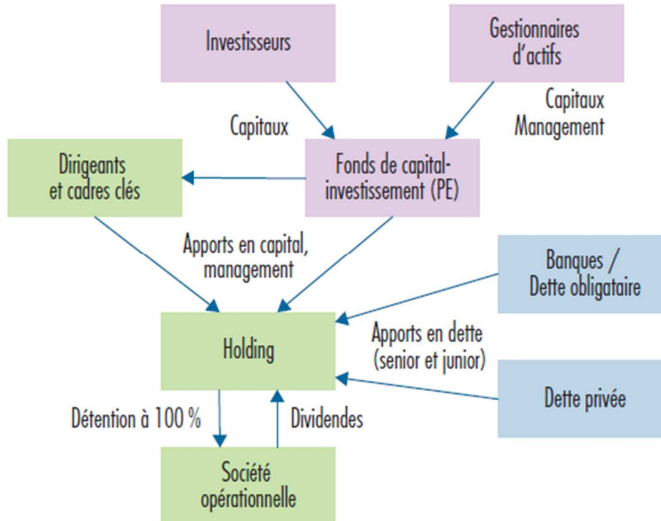 Investisseurs
Gestionnaires
d'actifs
Capitaux
Capitaux
Management
Dirigeants
et cadres clés
Fonds de capital-
investissement (PE)
Apports en capital,
management
Banques /
Dette obligataire
Holding
Apports en dette
(senior et junior)
Dette privée
Détention à 100 %
Dividendes
Société
opérationnelle